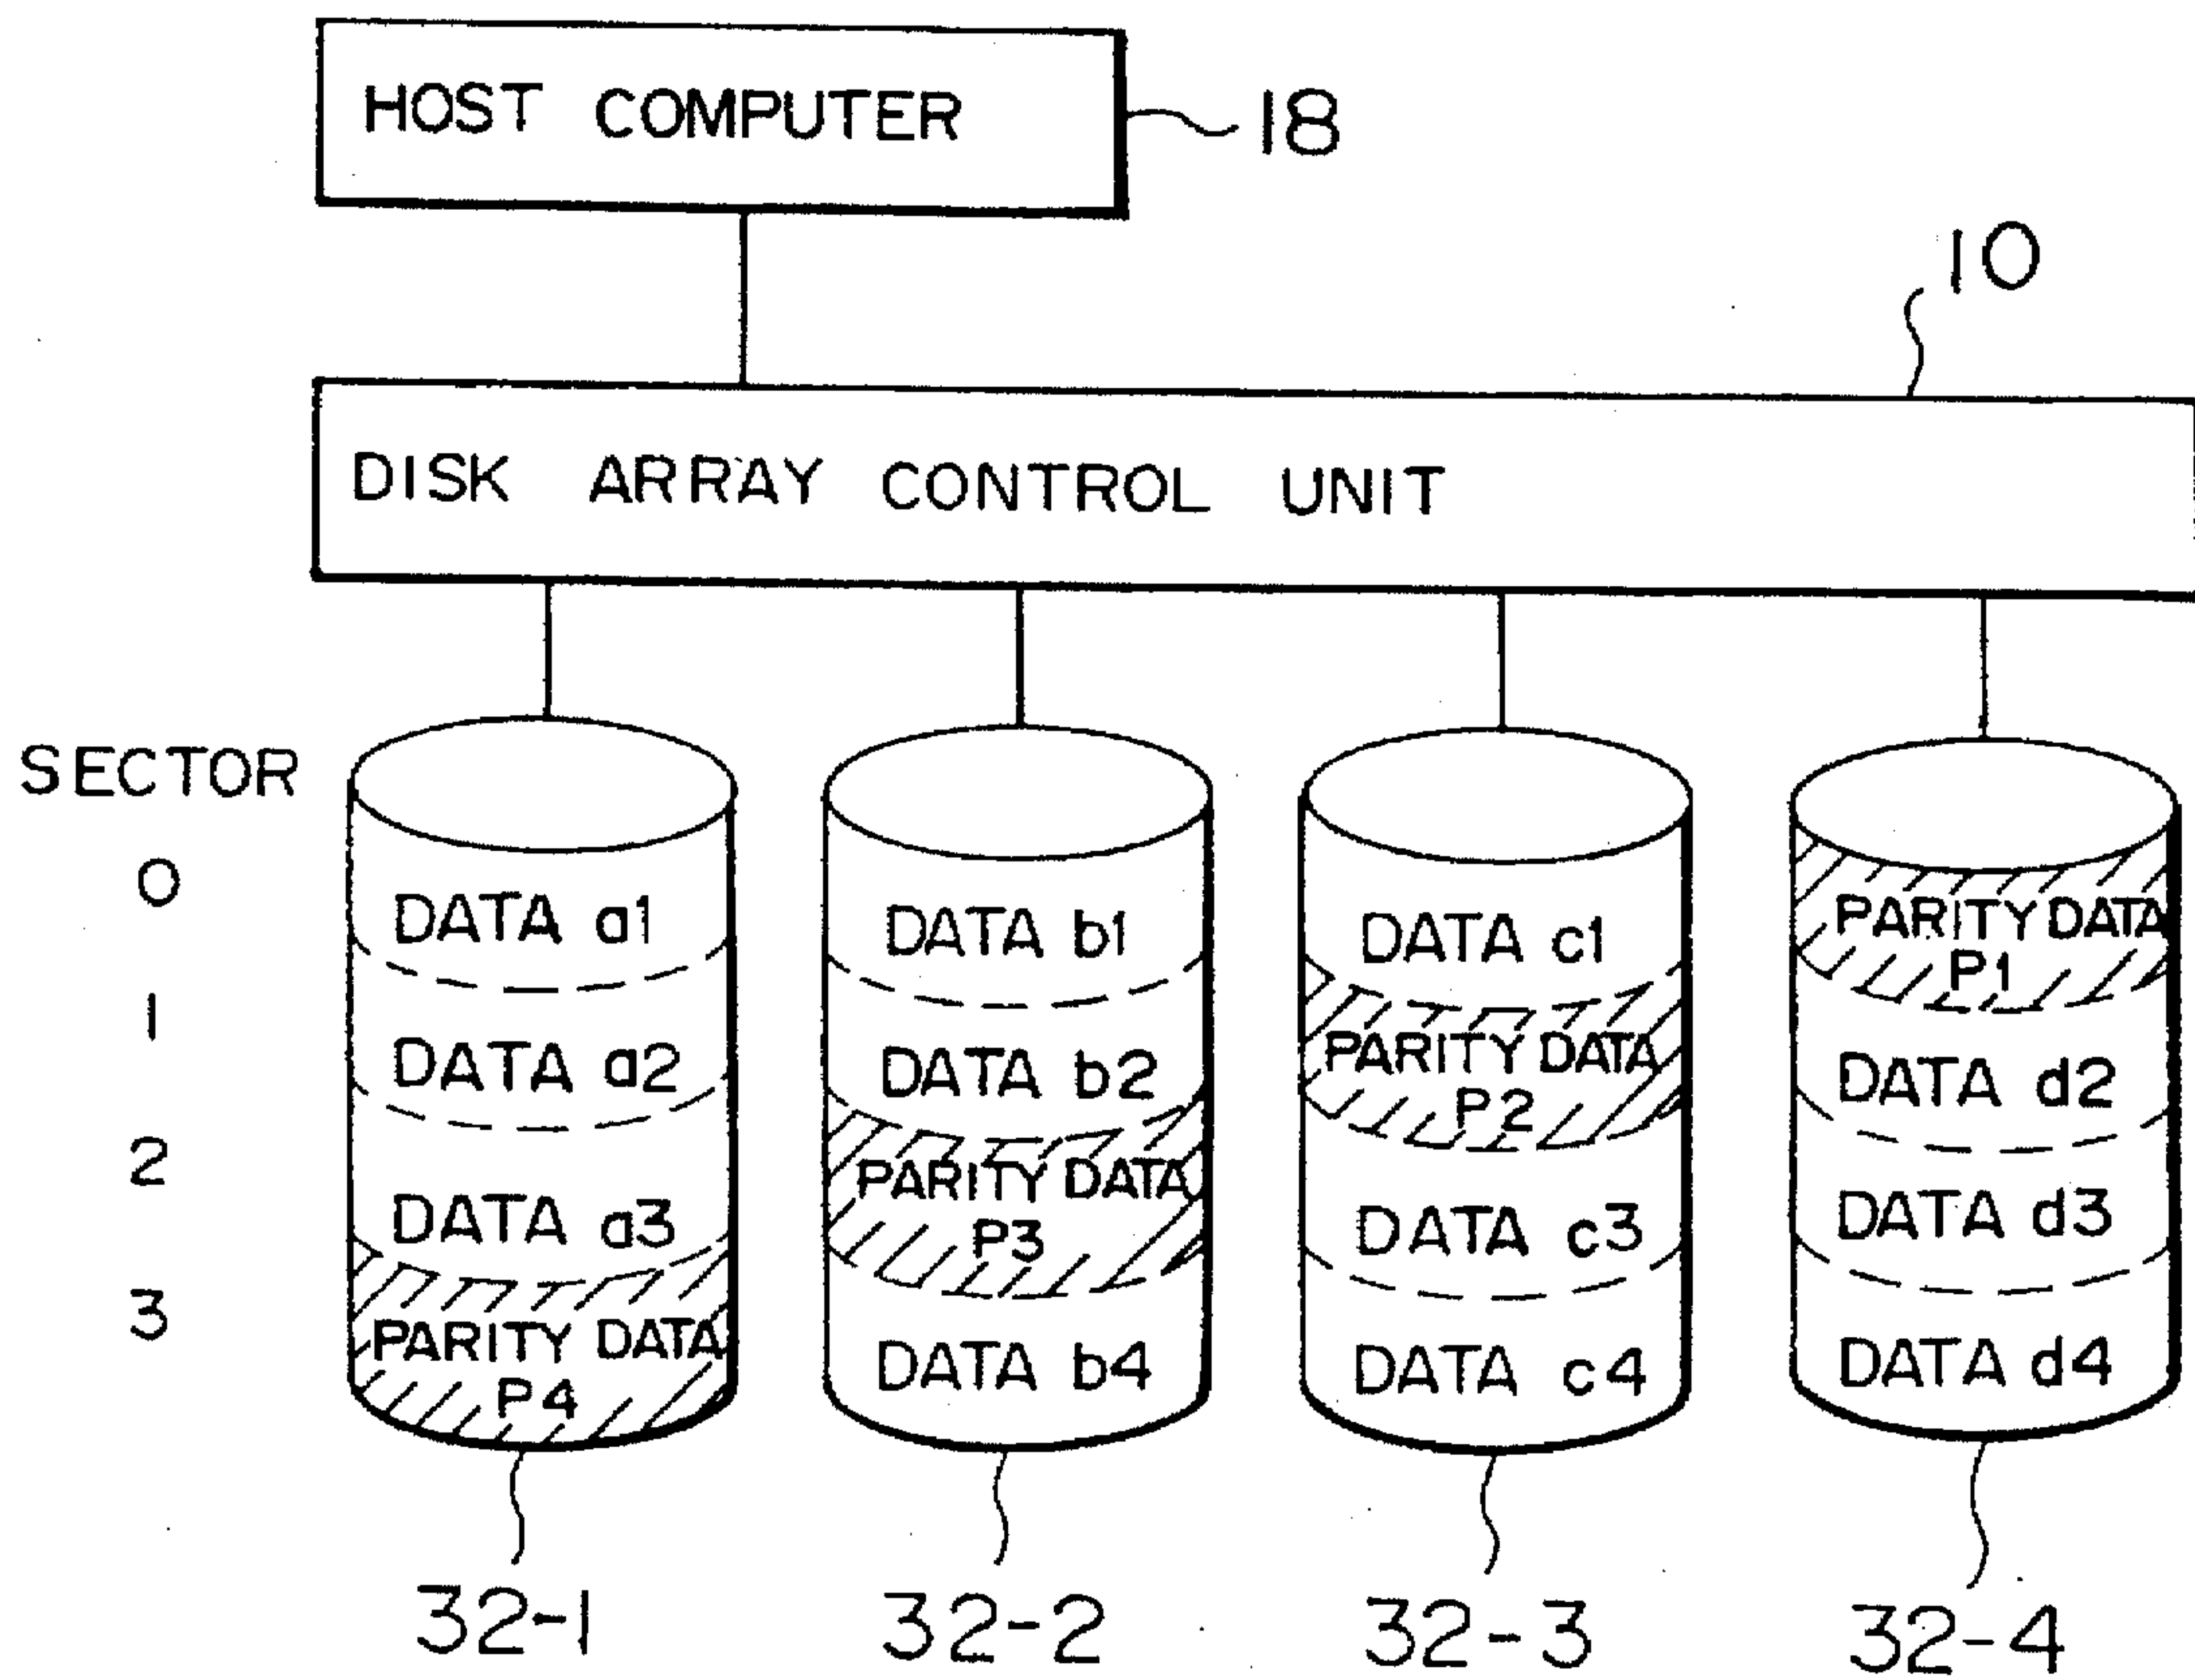 HOST COMPUTER
18
10
DISK ARRAY CONTROL UNIT
SECTOR
0
1
2
3
DATA a1
DATA a2
DATA a3
PARITY DATA
P4
DATA b1
DATA b2
PARITY DATA
P3
DATA b4
DATA c1
PARITY DATA
P2
DATA c3
DATA c4
PARITY DATA
P1
DATA d2
DATA d3
DATA d4
32-1
32-2
32-3
32-4